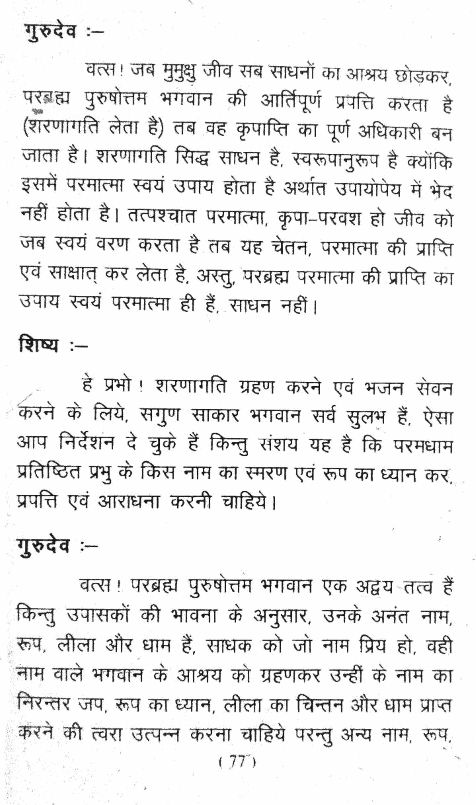 गुरुदेव :–
वत्स! जब मुमुक्षु जीव सब साधनों का आश्रय छोड़कर,
परब्रह्म पुरुषोत्तम भगवान की आर्तिपूर्ण प्रपत्ति करता है
(शरणागति लेता है) तब वह कृपाप्ति का पूर्ण अधिकारी बन
जाता है। शरणागति सिद्ध साधन है, स्वरूपानुरूप है क्योंकि
इसमें परमात्मा स्वयं उपाय होता है अर्थात उपायोपेय में भेद
नहीं होता है। तत्पश्चात परमात्मा, कृपा-परवश हो जीव को
जब स्वयं वरण करता है तब यह चेतन, परमात्मा की प्राप्ति
एवं साक्षात् कर लेता है, अस्तु, परब्रह्म परमात्मा की प्राप्ति का
उपाय स्वयं परमात्मा ही हैं, साधन नहीं।
शिष्य :–
हे प्रभो! शरणागति ग्रहण करने एवं भजन सेवन
करने के लिये, सगुण साकार भगवान सर्व सुलभ हैं, ऐसा
आप निर्देशन दे चुके हैं किन्तु संशय यह है कि परमधाम
प्रतिष्ठित प्रभु के किस नाम का स्मरण एवं रूप का ध्यान कर,
प्रपत्ति एवं आराधना करनी चाहिये।
गुरुदेव :–
वत्स! परब्रह्म पुरुषोत्तम भगवान एक अद्वय तत्व हैं
किन्तु उपासकों की भावना के अनुसार, उनके अनंत नाम,
रूप, लीला और धाम हैं, साधक को जो नाम प्रिय हो, वही
नाम वाले भगवान के आश्रय को ग्रहणकर उन्हीं के नाम का
निरन्तर जप, रूप का ध्यान, लीला का चिन्तन और धाम प्राप्त
करने की त्वरा उत्पन्न करना चाहिये परन्तु अन्य नाम, रूप,
(77)